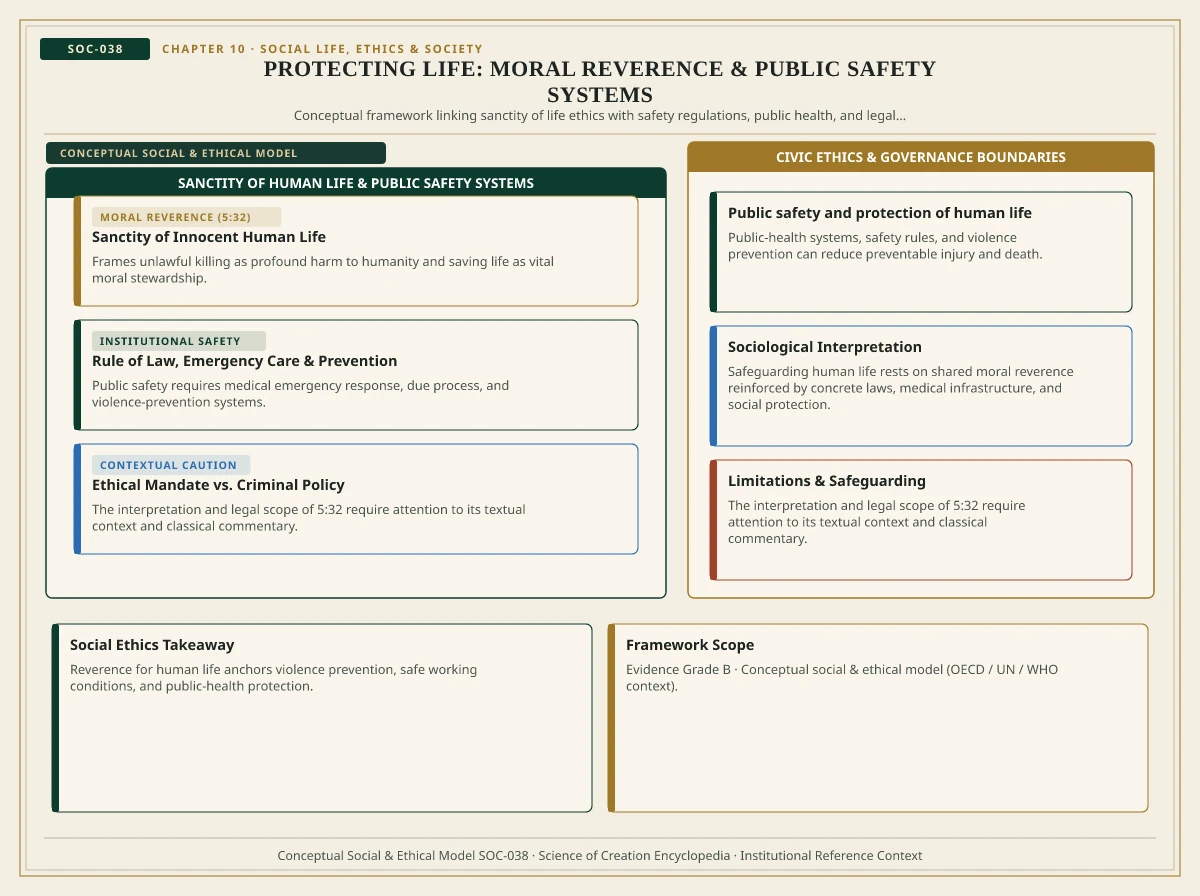 SOC-038
CHAPTER 10 · SOCIAL LIFE, ETHICS & SOCIETY
PROTECTING LIFE: MORAL REVERENCE & PUBLIC SAFETY
SYSTEMS
Conceptual framework linking sanctity of life ethics with safety regulations, public health, and legal...
CONCEPTUAL SOCIAL & ETHICAL MODEL
SANCTITY OF HUMAN LIFE & PUBLIC SAFETY SYSTEMS
MORAL REVERENCE (5:32)
Sanctity of Innocent Human Life
Frames unlawful killing as profound harm to humanity and saving life as vital
moral stewardship.
INSTITUTIONAL SAFETY
Rule of Law, Emergency Care & Prevention
Public safety requires medical emergency response, due process, and
violence-prevention systems.
CONTEXTUAL CAUTION
Ethical Mandate vs. Criminal Policy
The interpretation and legal scope of 5:32 require attention to its textual
context and classical commentary.
CIVIC ETHICS & GOVERNANCE BOUNDARIES
Public safety and protection of human life
Public-health systems, safety rules, and violence
prevention can reduce preventable injury and death.
Sociological Interpretation
Safeguarding human life rests on shared moral reverence
reinforced by concrete laws, medical infrastructure, and
social protection.
Limitations & Safeguarding
The interpretation and legal scope of 5:32 require
attention to its textual context and classical
commentary.
Social Ethics Takeaway
Reverence for human life anchors violence prevention, safe working
conditions, and public-health protection.
Framework Scope
Evidence Grade B · Conceptual social & ethical model (OECD / UN / WHO
context).
Conceptual Social & Ethical Model SOC-038 · Science of Creation Encyclopedia · Institutional Reference Context